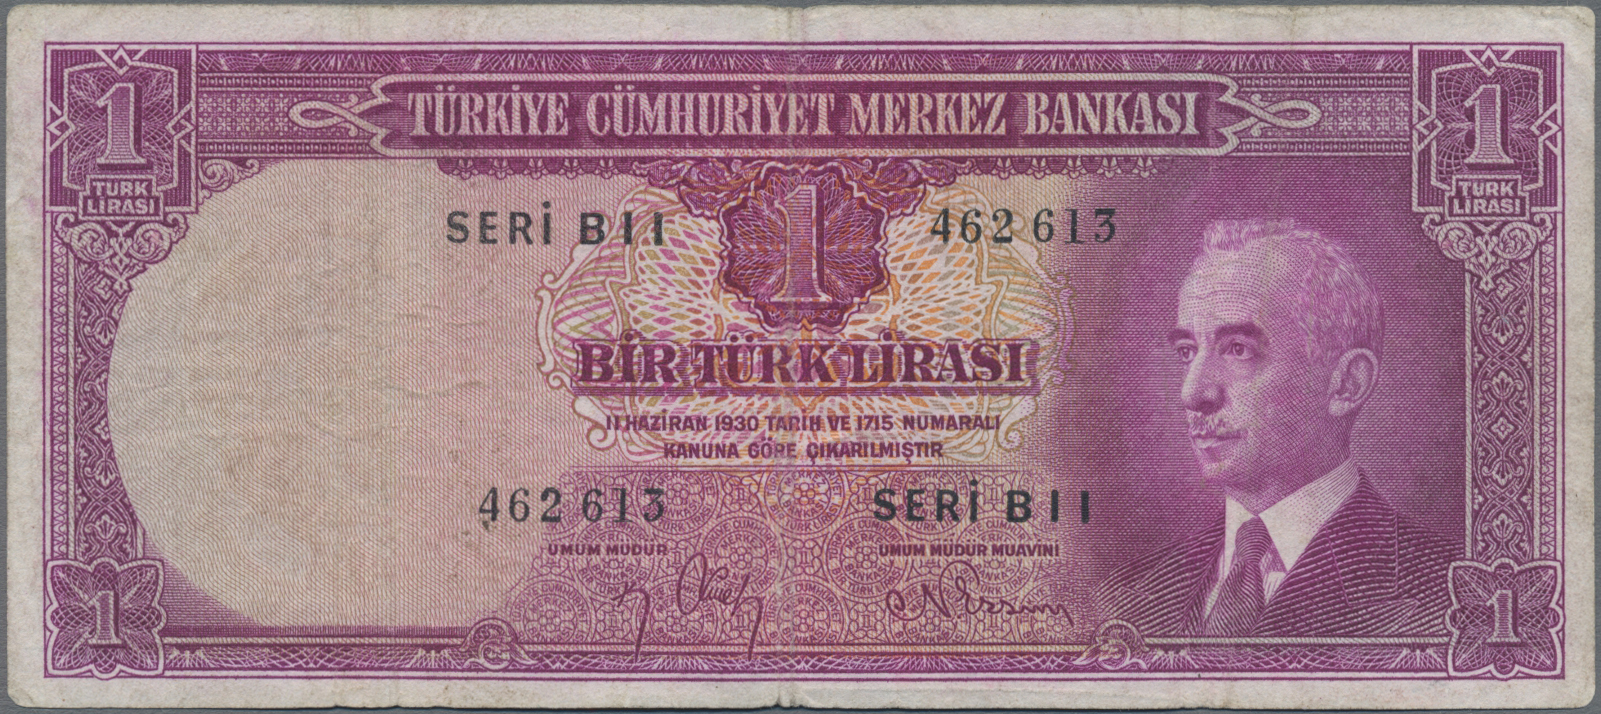 TÜRKİYE CÜMHURİYET MERKEZ BANKASI
1
TÜRK
LİRASI
1
TÜRK
LİRASI
SERİ B11
1
462613
BİR TÜRK LİRASI
11 HAZİRAN 1930 TARİH VE 1715 NUMARALI
KANUNA GÖRE ÇIKARILMIŞTIR
462613
SERİ B11
UMUM MÜDÜR
UMUM MÜDÜR MUAVİNİ
1
1